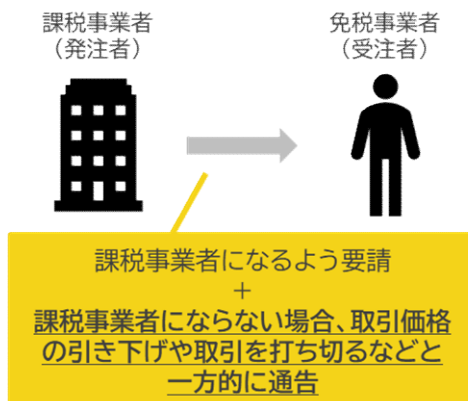 課税事業者
（発注者）
免税事業者
（受注者）
課税事業者になるよう要請
+
課税事業者にならない場合、取引価格
の引き下げや取引を打ち切るなどと
一方的に通告